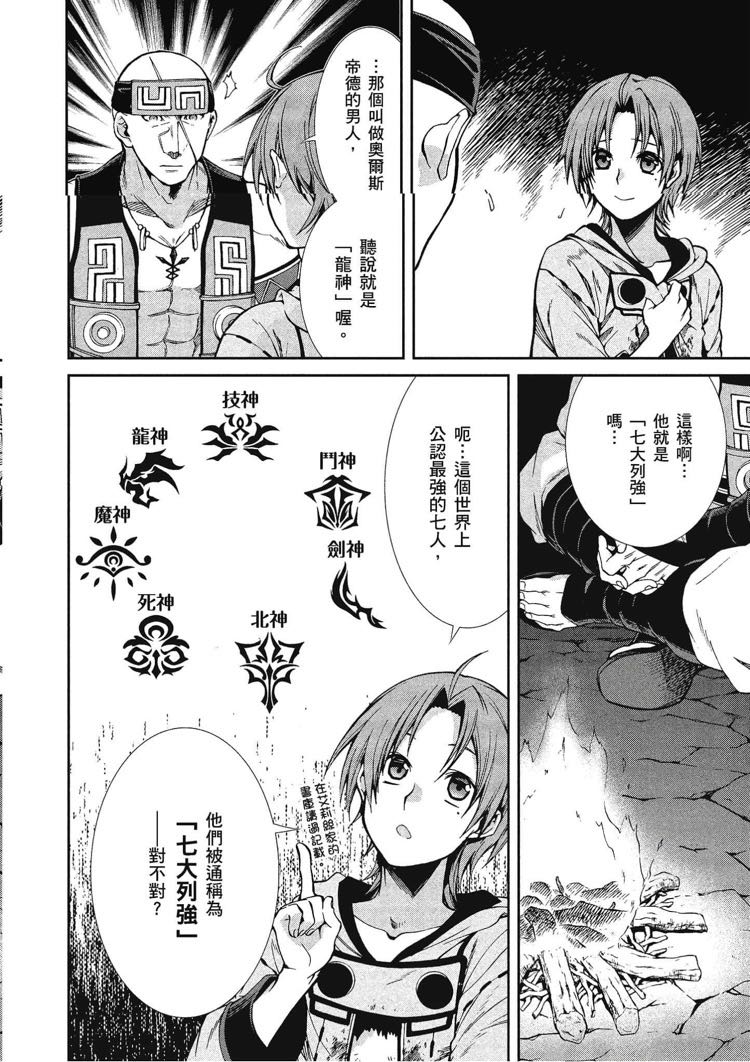 …那個叫做奧爾斯
帝德的男人，
聽說就是
「龍神」喔。
這樣啊…
他就是
「七大列強」
嗎…
呃…這個世界上
公認最強的七人，
技神
龍神
鬥神
魔神
劍神
死神
北神
在艾莉絲家的
書庫讀過記載
他們被通稱為
「七大列強」
——對不對？